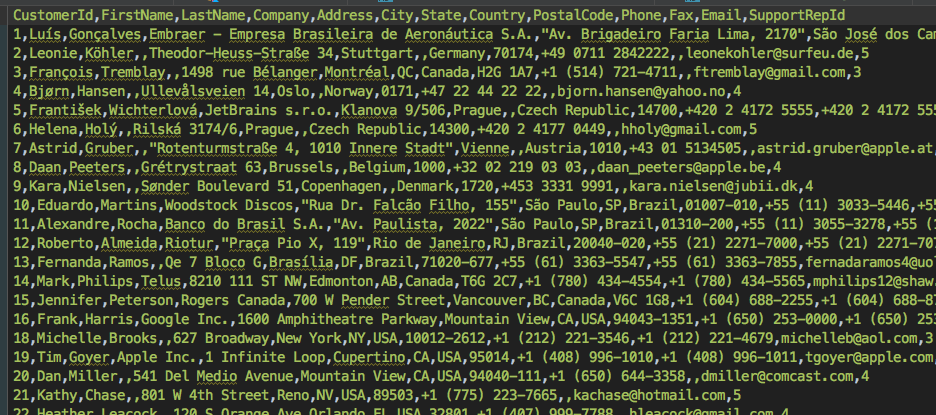 CustomerId,FirstName,LastName,Company,Address,City,State,Country,PostalCode,Phone,Fax,Email,SupportRepId
1,Luís,Gonçalves,Embraer - Empresa Brasileira de Aeronáutica S.A.,"Av. Brigadeiro Faria Lima, 2170",São José dos Cam
2,Leonie,Köhler,,Theodor-Heuss-Straße 34,Stuttgart,,Germany,70174,+49 0711 2842222,,leonekohler@surfeu.de,5
3,François,Tremblay,,1498 rue Bélanger,Montréal,QC,Canada,H2G 1A7,+1 (514) 721-4711,,ftremblay@gmail.com,3
4,Bjørn,Hansen,,Ullevålsveien 14,Oslo,,Norway,0171,+47 22 44 22 22,,bjorn.hansen@yahoo.no,4
5,František,Wichterlová,JetBrains s.r.o.,Klanova 9/506,Prague,,Czech Republic,14700,+420 2 4172 5555,+420 2 4172
6,Helena,Holý,,Rilská 3174/6,Prague,,Czech Republic,14300,+420 2 4177 0449,,hholy@gmail.com,5
7,Astrid,Gruber,,"Rotenturmstraße 4, 1010 Innere Stadt",Vienne,,Austria,1010,+43 01 5134505,,astrid.gruber@apple.at,
8,Daan,Peeters,,Grétrystraat 63,Brussels,,Belgium,1000,+32 02 219 03 03,,daan_peeters@apple.be,4
9,Kara,Nielsen,,Sønder Boulevard 51,Copenhagen,,Denmark,1720,+453 3331 9991,,kara.nielsen@jubii.dk,4
10,Eduardo,Martins,Woodstock Discos,"Rua Dr. Falcão Filho, 155",São Paulo,SP,Brazil,01007-010,+55 (11) 3033-5446,+55
11,Alexandre,Rocha,Banco do Brasil S.A.,"Av. Paulista, 2022",São Paulo,SP,Brazil,01310-200,+55 (11) 3055-3278,+55 (1
12,Roberto,Almeida,Riotur,"Praça Pio X, 119",Rio de Janeiro,RJ,Brazil,20040-020,+55 (21) 2271-7000,+55 (21) 2271-707
13,Fernanda,Ramos,,Qe 7 Bloco G,Brasília,DF,Brazil,71020-677,+55 (61) 3363-5547,+55 (61) 3363-7855,fernadaramos4@uol
14,Mark,Philips,Telus,8210 111 ST NW,Edmonton,AB,Canada,T6G 2C7,+1 (780) 434-4554,+1 (780) 434-5565,mphilips12@shaw.
15,Jennifer,Peterson,Rogers Canada,700 W Pender Street,Vancouver,BC,Canada,V6C 1G8,+1 (604) 688-2255,+1 (604) 688-87
16,Frank,Harris,Google Inc.,1600 Amphitheatre Parkway,Mountain View,CA,USA,94043-1351,+1 (650) 253-0000,+1 (650) 253
18,Michelle,Brooks,,627 Broadway,New York,NY,USA,10012-2612,+1 (212) 221-3546,+1 (212) 221-4679,michelleb@aol.com,3
19,Tim,Goyer,Apple Inc.,1 Infinite Loop,Cupertino,CA,USA,95014,+1 (408) 996-1010,+1 (408) 996-1011,tgoyer@apple.com,
20,Dan,Miller,,541 Del Medio Avenue,Mountain View,CA,USA,94040-111,+1 (650) 644-3358,,dmiller@comcast.com,4
21,Kathy,Chase,,801 W 4th Street,Reno,NV,USA,89503,+1 (775) 223-7665,,kachase@hotmail.com,5
22,Heather,Leacock,,120 S Orange Ave,Orlando,FL,USA,32801,+1 (407) 999-7788,,hleacock@gmail.com,4